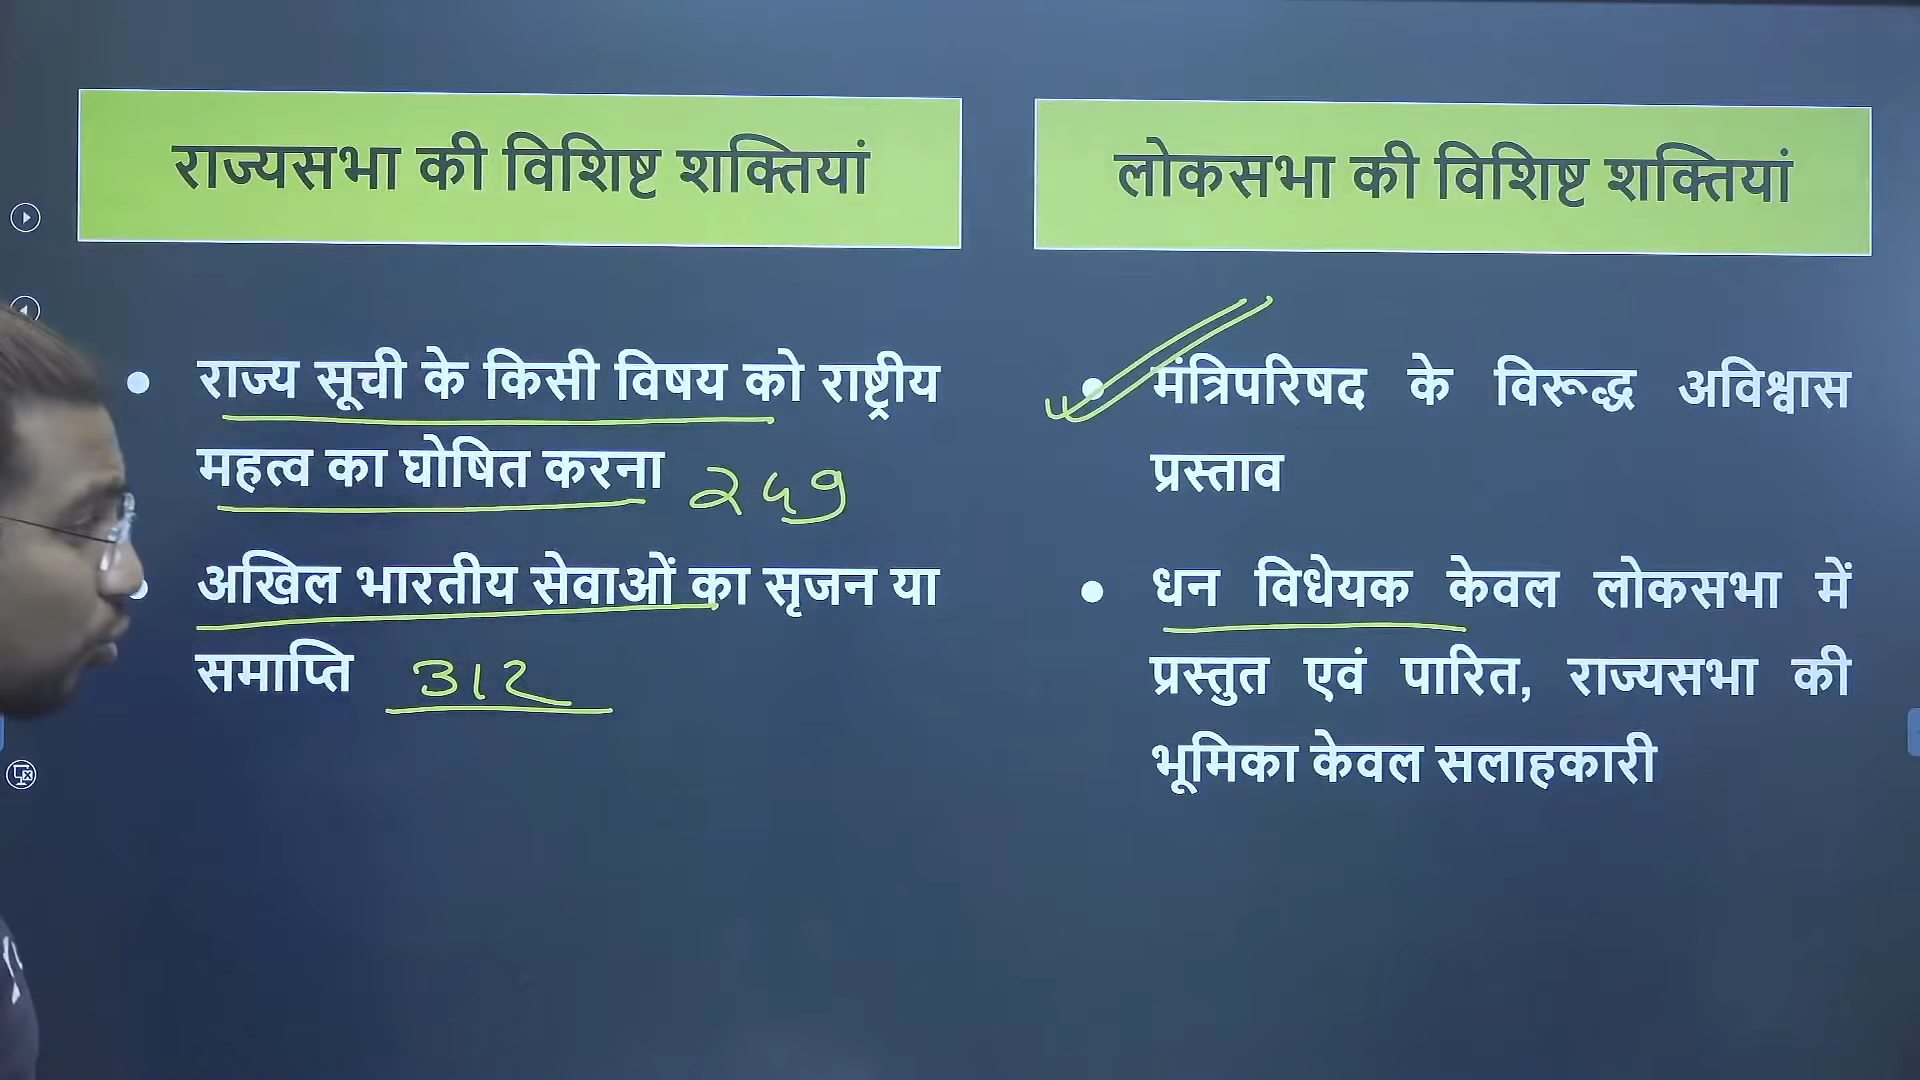 राज्यसभा की विशिष्ट शक्तियां
राज्य सूची के किसी विषय को राष्ट्रीय
महत्व का घोषित करना 249
अखिल भारतीय सेवाओं का सृजन या
समाप्ति 312
लोकसभा की विशिष्ट शक्तियां
मंत्रिपरिषद के विरूद्ध अविश्वास
प्रस्ताव
धन विधेयक केवल लोकसभा में
प्रस्तुत एवं पारित, राज्यसभा की
भूमिका केवल सलाहकारी